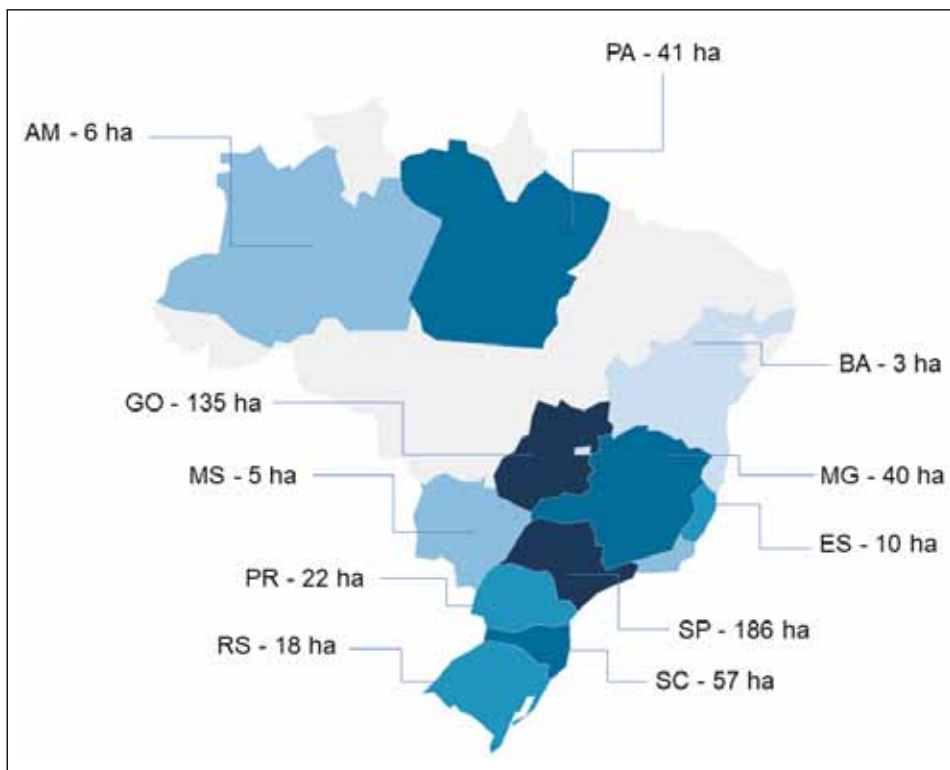 PA - 41 ha
AM - 6 ha
BA - 3 ha
GO - 135 ha
MS - 5 ha
MG - 40 ha
ES - 10 ha
PR - 22 ha
SP - 186 ha
RS - 18 ha
SC - 57 ha